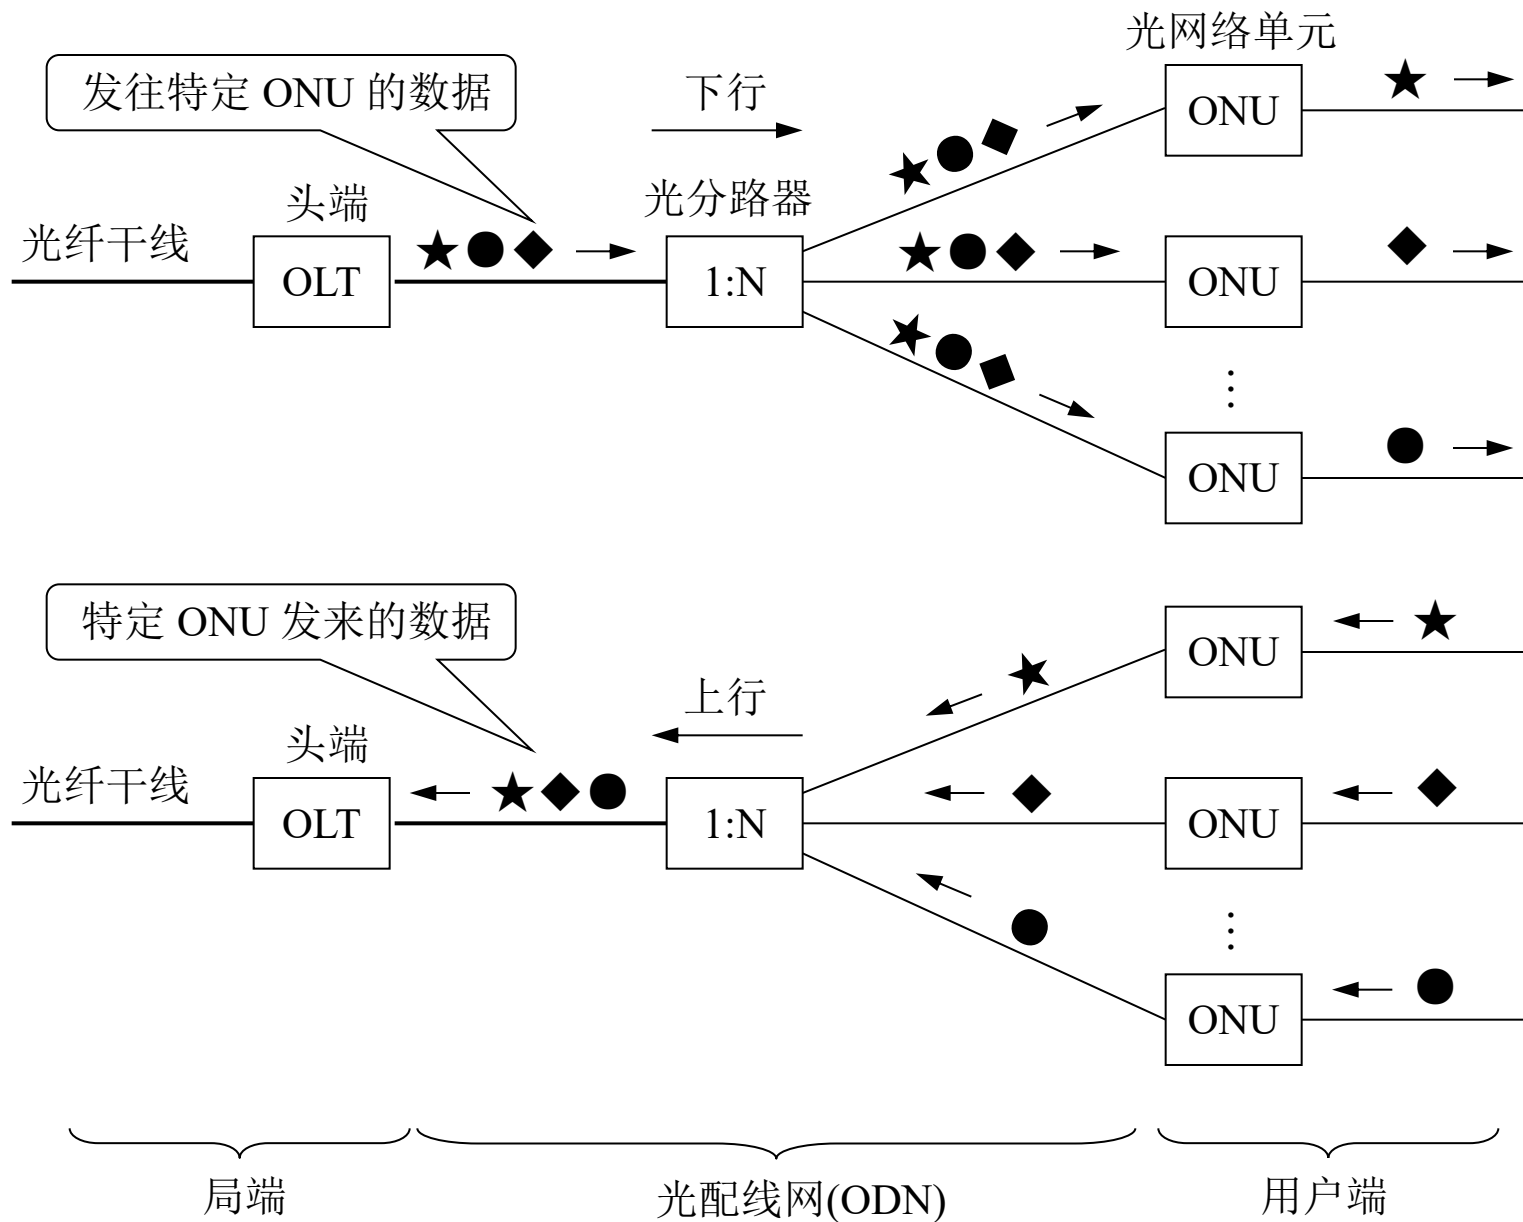 光网络单元
发往特定 ONU 的数据
下行
ONU
头端
光分路器
光纤干线
OLT
1:N
ONU
ONU
特定 ONU 发来的数据
上行
ONU
头端
光纤干线
OLT
1:N
ONU
ONU
局端
光配线网(ODN)
用户端